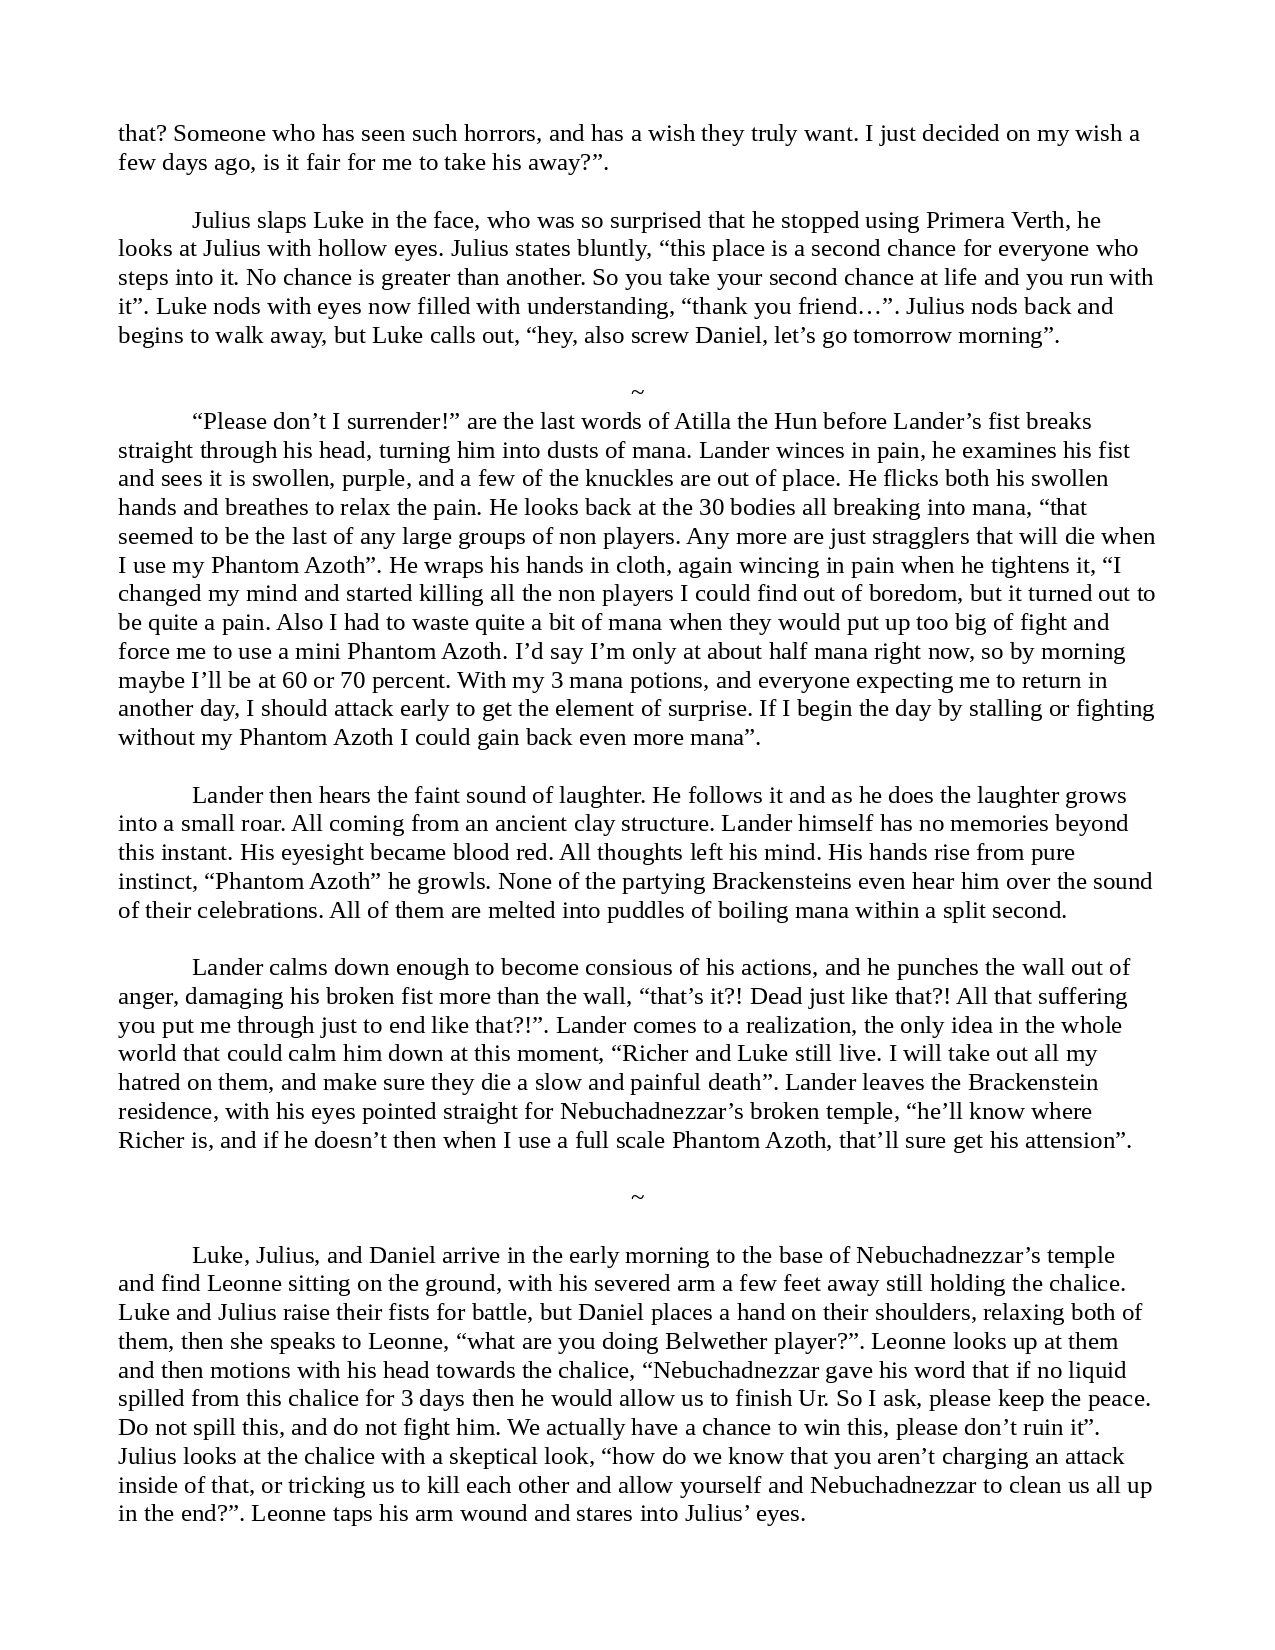 that? Someone who has seen such horrors, and has a wish they truly want. I just decided on my wish a
few days ago, is it fair for me to take his away?”.
Julius slaps Luke in the face, who was so surprised that he stopped using Primera Verth, he
looks at Julius with hollow eyes. Julius states bluntly, “this place is a second chance for everyone who
steps into it. No chance is greater than another. So you take your second chance at life and you run with
it”. Luke nods with eyes now filled with understanding, “thank you friend…”. Julius nods back and
begins to walk away, but Luke calls out, “hey, also screw Daniel, let’s go tomorrow morning”.
~
“Please don’t I surrender!” are the last words of Atilla the Hun before Lander’s fist breaks
straight through his head, turning him into dusts of mana. Lander winces in pain, he examines his fist
and sees it is swollen, purple, and a few of the knuckles are out of place. He flicks both his swollen
hands and breathes to relax the pain. He looks back at the 30 bodies all breaking into mana, “that
seemed to be the last of any large groups of non players. Any more are just stragglers that will die when
I use my Phantom Azoth”. He wraps his hands in cloth, again wincing in pain when he tightens it, “I
changed my mind and started killing all the non players I could find out of boredom, but it turned out to
be quite a pain. Also I had to waste quite a bit of mana when they would put up too big of fight and
force me to use a mini Phantom Azoth. I’d say I’m only at about half mana right now, so by morning
maybe I’ll be at 60 or 70 percent. With my 3 mana potions, and everyone expecting me to return in
another day, I should attack early to get the element of surprise. If I begin the day by stalling or fighting
without my Phantom Azoth I could gain back even more mana”.
Lander then hears the faint sound of laughter. He follows it and as he does the laughter grows
into a small roar. All coming from an ancient clay structure. Lander himself has no memories beyond
this instant. His eyesight became blood red. All thoughts left his mind. His hands rise from pure
instinct, “Phantom Azoth” he growls. None of the partying Brackensteins even hear him over the sound
of their celebrations. All of them are melted into puddles of boiling mana within a split second.
Lander calms down enough to become consious of his actions, and he punches the wall out of
anger, damaging his broken fist more than the wall, “that’s it?! Dead just like that?! All that suffering
you put me through just to end like that?!”. Lander comes to a realization, the only idea in the whole
world that could calm him down at this moment, “Richer and Luke still live. I will take out all my
hatred on them, and make sure they die a slow and painful death”. Lander leaves the Brackenstein
residence, with his eyes pointed straight for Nebuchadnezzar’s broken temple, “he’ll know where
Richer is, and if he doesn’t then when I use a full scale Phantom Azoth, that’ll sure get his attension”.
~
Luke, Julius, and Daniel arrive in the early morning to the base of Nebuchadnezzar’s temple
and find Leonne sitting on the ground, with his severed arm a few feet away still holding the chalice.
Luke and Julius raise their fists for battle, but Daniel places a hand on their shoulders, relaxing both of
them, then she speaks to Leonne, “what are you doing Belwether player?”. Leonne looks up at them
and then motions with his head towards the chalice, “Nebuchadnezzar gave his word that if no liquid
spilled from this chalice for 3 days then he would allow us to finish Ur. So I ask, please keep the peace.
Do not spill this, and do not fight him. We actually have a chance to win this, please don’t ruin it”.
Julius looks at the chalice with a skeptical look, “how do we know that you aren’t charging an attack
inside of that, or tricking us to kill each other and allow yourself and Nebuchadnezzar to clean us all up
in the end?”. Leonne taps his arm wound and stares into Julius’ eyes.